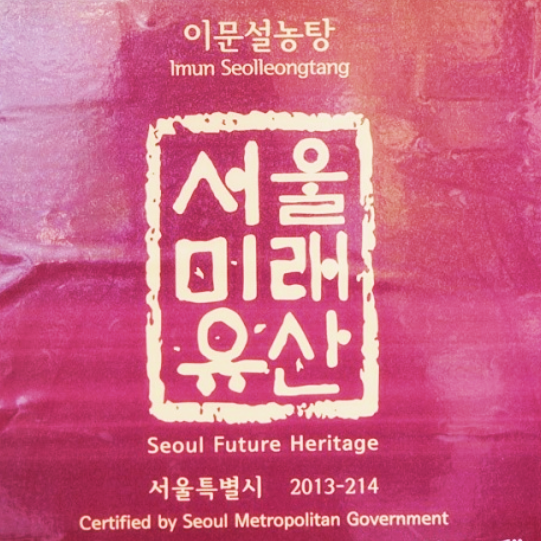 이문설농탕
Imun Seolleongtang
서울
미래
유산
Seoul Future Heritage
서울특별시 2013-214
Certified by Seoul Metropolitan Government